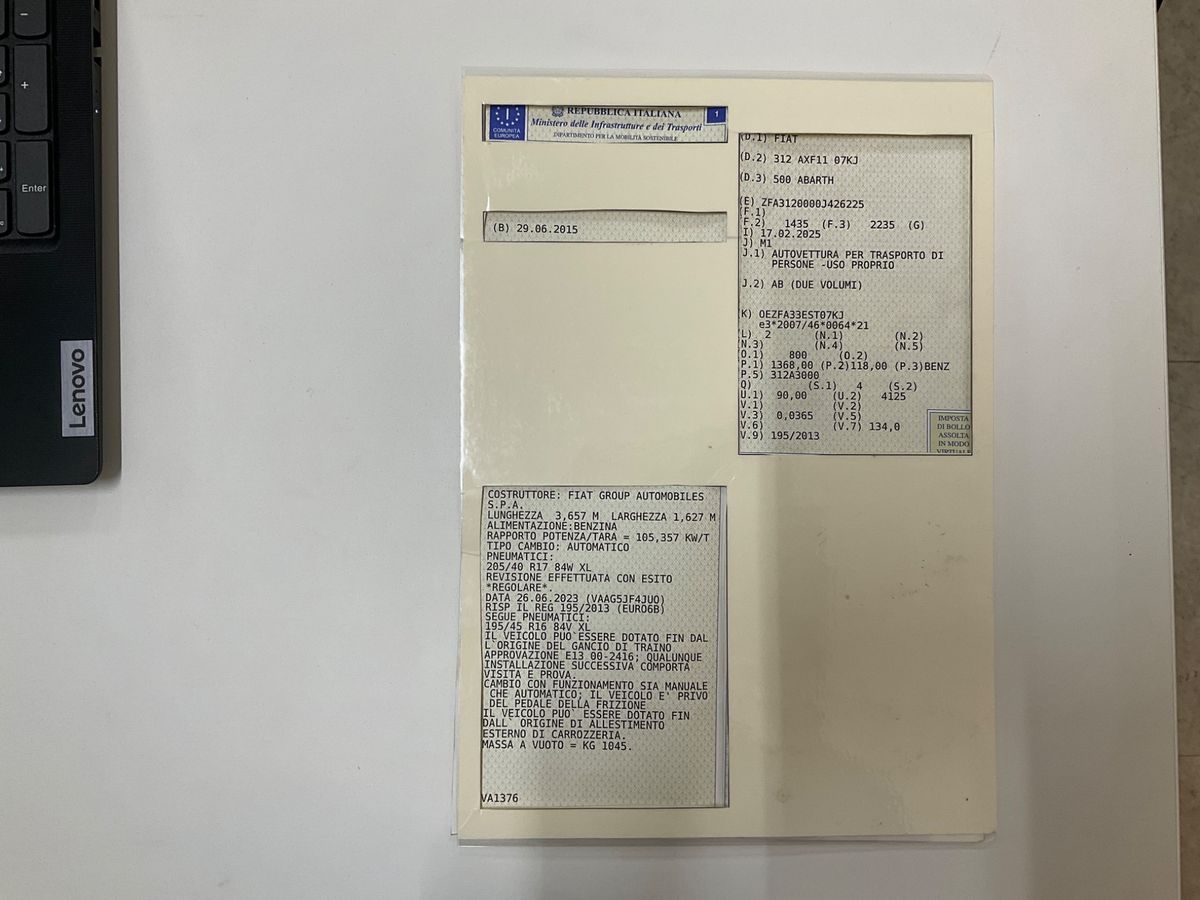 Enter
Lenovo
COMUNITÀ
EUROPEA
REPUBBLICA ITALIANA
Ministero delle Infrastrutture e dei Trasporti
DIPARTIMENTO PER LA MOBILITÀ SOSTENIBILE
1
(B) 29.06.2015
COSTRUTTORE: FIAT GROUP AUTOMOBILES
S.P.A.
LUNGHEZZA 3,657 M LARGHEZZA 1,627 M
ALIMENTAZIONE:BENZINA
RAPPORTO POTENZA/TARA = 105,357 KW/T
TIPO CAMBIO: AUTOMATICO
PNEUMATICI:
205/40 R17 84W XL
REVISIONE EFFETTUATA CON ESITO
*REGOLARE*.
DATA 26.06.2023 (VAAG5JF4JUO)
RISP IL REG 195/2013 (EURO6B)
SEGUE PNEUMATICI:
195/45 R16 84V XL
IL VEICOLO PUO`ESSERE DOTATO FIN DAL
L`ORIGINE DEL GANCIO DI TRAINO
APPROVAZIONE E13 00-2416; QUALUNQUE
INSTALLAZIONE SUCCESSIVA COMPORTA
VISITA E PROVA.
CAMBIO CON FUNZIONAMENTO SIA MANUALE
CHE AUTOMATICO; IL VEICOLO E' PRIVO
DEL PEDALE DELLA FRIZIONE
IL VEICOLO PUO` ESSERE DOTATO FIN
DALL` ORIGINE DI ALLESTIMENTO
ESTERNO DI CARROZZERIA.
MASSA A VUOTO = KG 1045.
VA1376
(D.1) FIAT
(D.2) 312 AXF11 07KJ
(D.3) 500 ABARTH
(E) ZFA3120000J426225
(F.1)
(F.2) 1435 (F.3) 2235 (G)
I) 17.02.2025
J) M1
J.1) AUTOVETTURA PER TRASPORTO DI
PERSONE -USO PROPRIO
J.2) AB (DUE VOLUMI)
K) OEZFA33EST07KJ
e3*2007/46*0064*21
(L) 2 (N.1) (N.2)
(N.3) (N.4) (N.5)
(O.1) 800 (O.2)
(P.1) 1368,00 (P.2)118,00 (P.3)BENZ
P.5) 312A3000
Q) (S.1) 4 (S.2)
U.1) 90,00 (U.2) 4125
V.1) (V.2)
V.3) 0,0365 (V.5)
V.6) (V.7) 134,0
V.9) 195/2013
IMPOSTA
DI BOLLO
ASSOLTA
IN MODO
VIRTUALE